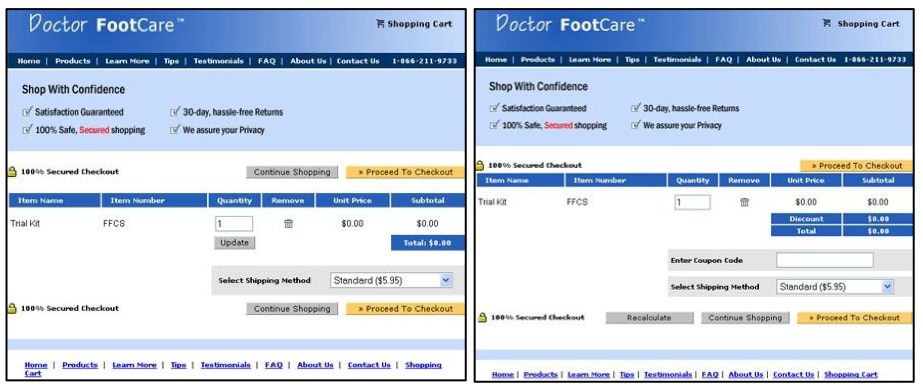 Doctor FootCare™
Shopping Cart
Home | Products | Learn More | Tips | Testimonials | FAQ | About Us | Contact Us 1-866-211-9733
Shop With Confidence
Satisfaction Guaranteed 30-day, hassle-free Returns
100% Safe, Secured shopping We assure your Privacy
100% Secured Checkout Continue Shopping » Proceed To Checkout
Item Name Item Number Quantity Remove Unit Price Subtotal
Trial Kit FFCS 1 $0.00 $0.00
Update Total: $0.00
Select Shipping Method Standard ($5.95)
100% Secured Checkout Continue Shopping » Proceed To Checkout
Home | Products | Learn More | Tips | Testimonials | FAQ | About Us | Contact Us | Shopping
Cart
Doctor FootCare™
Shopping Cart
Home | Products | Learn More | Tips | Testimonials | FAQ | About Us | Contact Us 1-866-211-9733
Shop With Confidence
Satisfaction Guaranteed 30-day, hassle-free Returns
100% Safe, Secured shopping We assure your Privacy
100% Secured Checkout » Proceed To Checkout
Item Name Item Number Quantity Remove Unit Price Subtotal
Trial Kit FFCS 1 $0.00 $0.00
Discount $0.00
Total $0.00
Enter Coupon Code
Select Shipping Method Standard ($5.95)
100% Secured Checkout Recalculate Continue Shopping » Proceed To Checkout
Home | Products | Learn More | Tips | Testimonials | FAQ | About Us | Contact Us | Shopping Cart